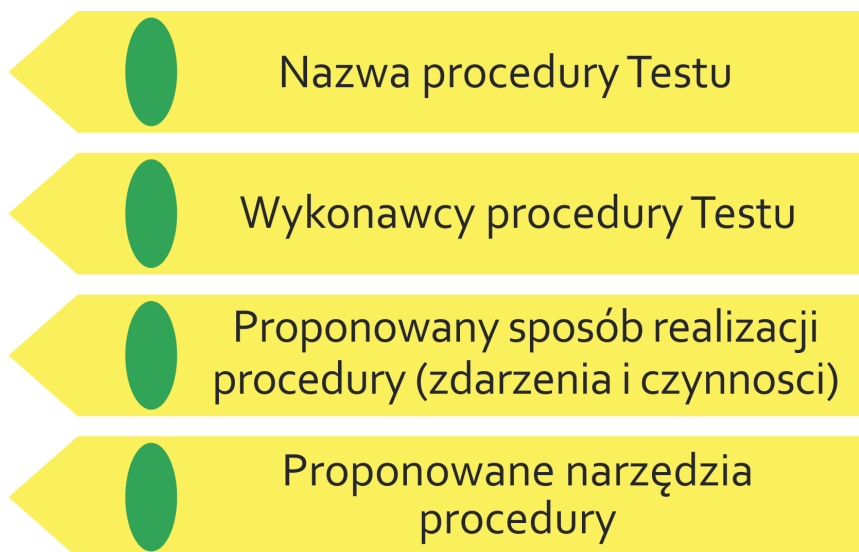 Nazwa procedury Testu
Wykonawcy procedury Testu
Proponowany sposób realizacji
procedury (zdarzenia i czynnosci)
Proponowane narzędzia
procedury